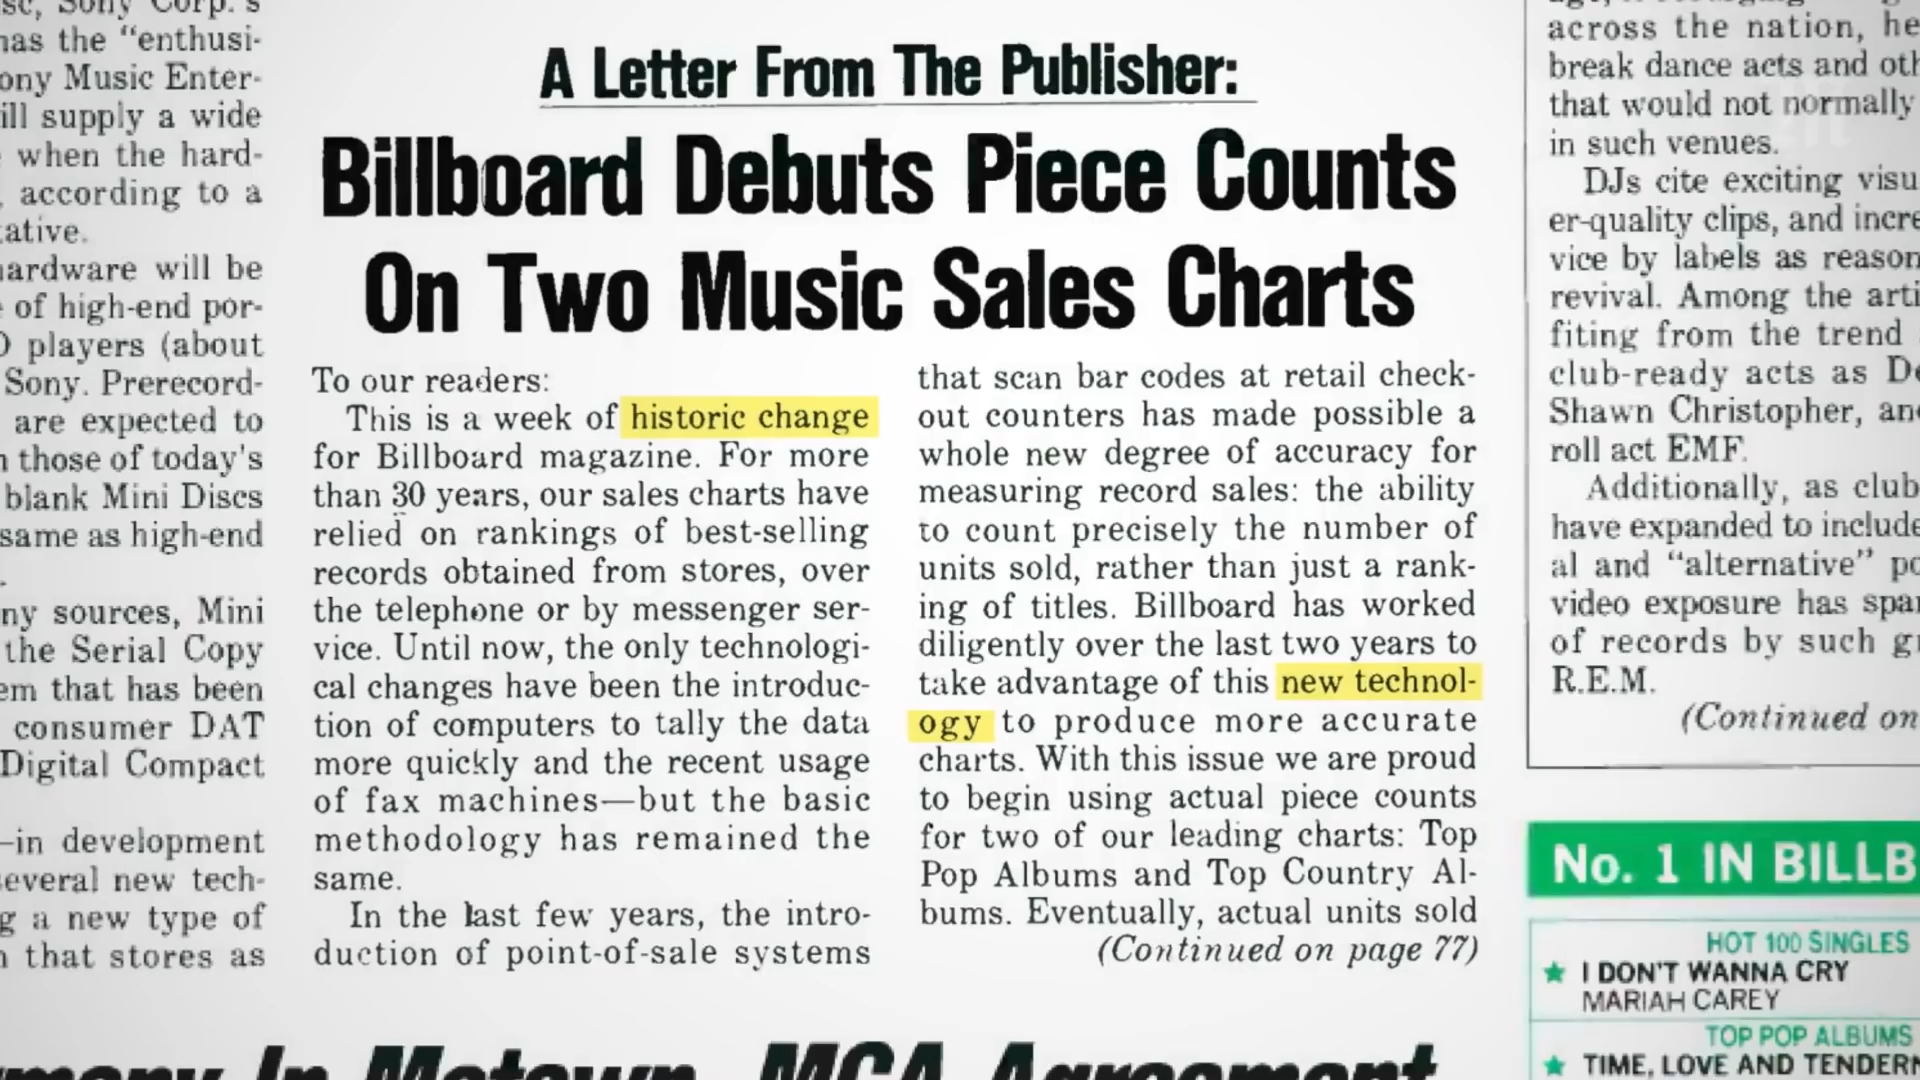 has the "enthusi-
ony Music Enter-
ill supply a wide
when the hard-
, according to a
ative.
hardware will be
of high-end por-
players (about
Sony. Prerecord-
are expected to
those of today's
blank Mini Discs
same as high-end
ny sources, Mini
the Serial Copy
em that has been
consumer DAT
Digital Compact
—in development
several new tech-
g a new type of
that stores as
A Letter From The Publisher:
Billboard Debuts Piece Counts
On Two Music Sales Charts
To our readers:
This is a week of historic change
for Billboard magazine. For more
than 30 years, our sales charts have
relied on rankings of best-selling
records obtained from stores, over
the telephone or by messenger ser-
vice. Until now, the only technologi-
cal changes have been the introduc-
tion of computers to tally the data
more quickly and the recent usage
of fax machines—but the basic
methodology has remained the
same.
In the last few years, the intro-
duction of point-of-sale systems
that scan bar codes at retail check-
out counters has made possible a
whole new degree of accuracy for
measuring record sales: the ability
to count precisely the number of
units sold, rather than just a rank-
ing of titles. Billboard has worked
diligently over the last two years to
take advantage of this new technol-
ogy to produce more accurate
charts. With this issue we are proud
to begin using actual piece counts
for two of our leading charts: Top
Pop Albums and Top Country Al-
bums. Eventually, actual units sold
(Continued on page 77)
across the nation, he
break dance acts and oth
that would not normally
in such venues.
DJs cite exciting visu
er-quality clips, and incre
vice by labels as reason
revival. Among the arti
fiting from the trend
club-ready acts as De
Shawn Christopher, an
roll act EMF.
Additionally, as club
have expanded to include
al and "alternative" po
video exposure has spa
of records by such g
R.E.M.
(Continued on
No. 1 IN BILLB
HOT 100 SINGLES
★ I DON'T WANNA CRY
MARIAH CAREY
TOP POP ALBUMS
★ TIME, LOVE AND TENDERN
In Motown, MCA Agreement